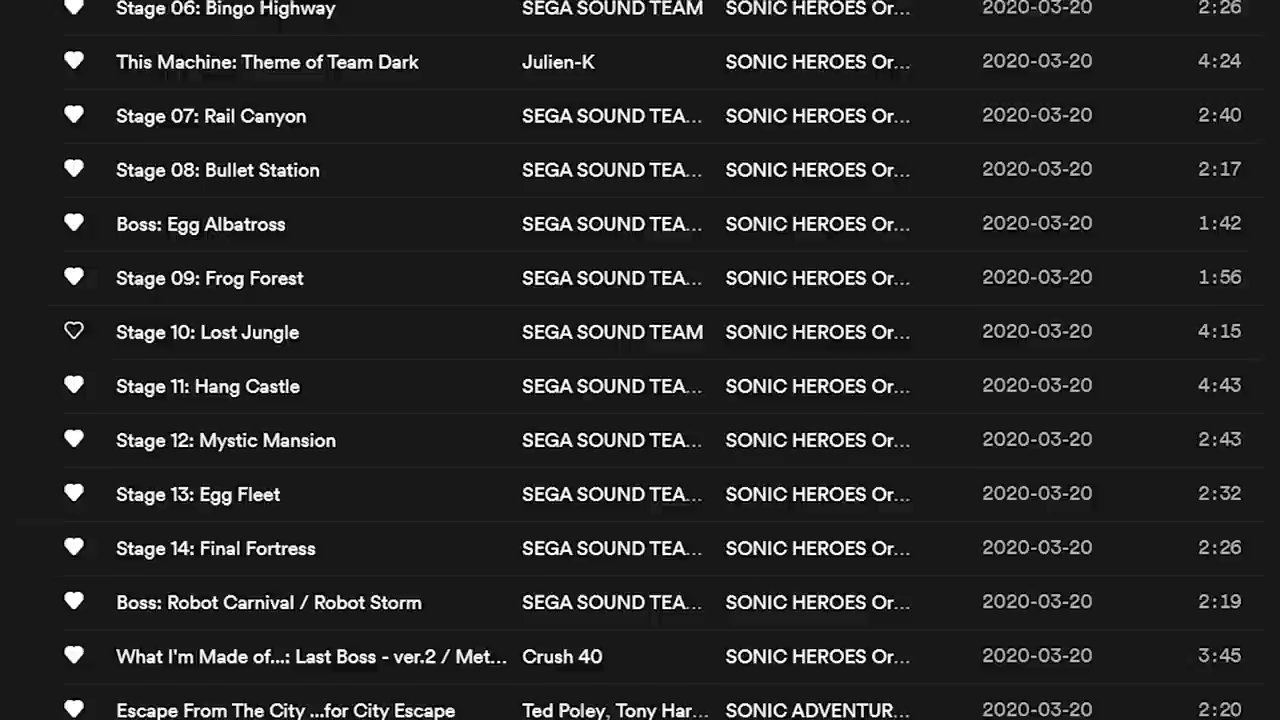 Stage 06: Bingo Highway SEGA SOUND TEAM SONIC HEROES Or... 2020-03-20 2:26
This Machine: Theme of Team Dark Julien-K SONIC HEROES Or... 2020-03-20 4:24
Stage 07: Rail Canyon SEGA SOUND TEA... SONIC HEROES Or... 2020-03-20 2:40
Stage 08: Bullet Station SEGA SOUND TEA... SONIC HEROES Or... 2020-03-20 2:17
Boss: Egg Albatross SEGA SOUND TEA... SONIC HEROES Or... 2020-03-20 1:42
Stage 09: Frog Forest SEGA SOUND TEA... SONIC HEROES Or... 2020-03-20 1:56
Stage 10: Lost Jungle SEGA SOUND TEAM SONIC HEROES Or... 2020-03-20 4:15
Stage 11: Hang Castle SEGA SOUND TEA... SONIC HEROES Or... 2020-03-20 4:43
Stage 12: Mystic Mansion SEGA SOUND TEA... SONIC HEROES Or... 2020-03-20 2:43
Stage 13: Egg Fleet SEGA SOUND TEA... SONIC HEROES Or... 2020-03-20 2:32
Stage 14: Final Fortress SEGA SOUND TEA... SONIC HEROES Or... 2020-03-20 2:26
Boss: Robot Carnival / Robot Storm SEGA SOUND TEA... SONIC HEROES Or... 2020-03-20 2:19
What I'm Made of...: Last Boss - ver.2 / Met... Crush 40 SONIC HEROES Or... 2020-03-20 3:45
Escape From The City ...for City Escape Ted Poley, Tony Har... SONIC ADVENTUR... 2020-03-20 2:20